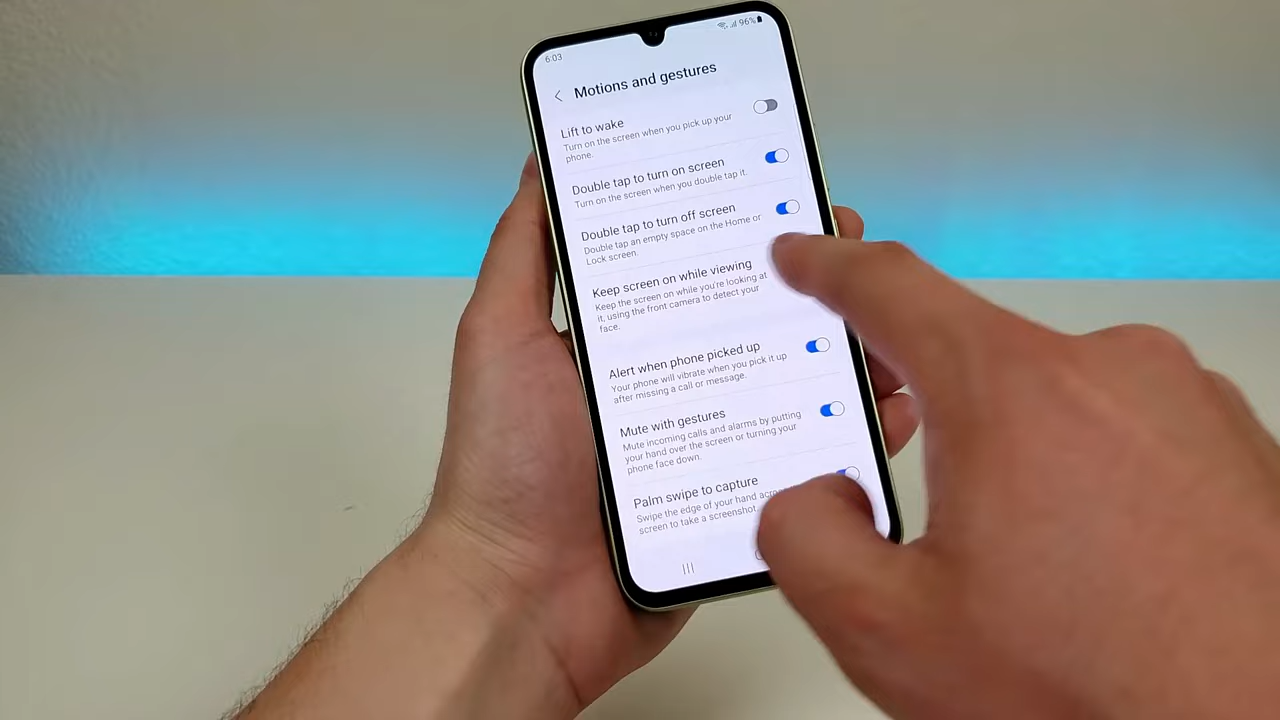 6:03
96%
Motions and gestures
Lift to wake
Turn on the screen when you pick up your
phone.
Double tap to turn on screen
Turn on the screen when you double tap it.
Double tap to turn off screen
Double tap an empty space on the Home or
Lock screen.
Keep screen on while viewing
Keep the screen on while you're looking at
it, using the front camera to detect your
face.
Alert when phone picked up
Your phone will vibrate when you pick it up
after missing a call or message.
Mute with gestures
Mute incoming calls and alarms by putting
your hand over the screen or turning your
phone face down.
Palm swipe to capture
Swipe the edge of your hand
screen to take a screenshot.